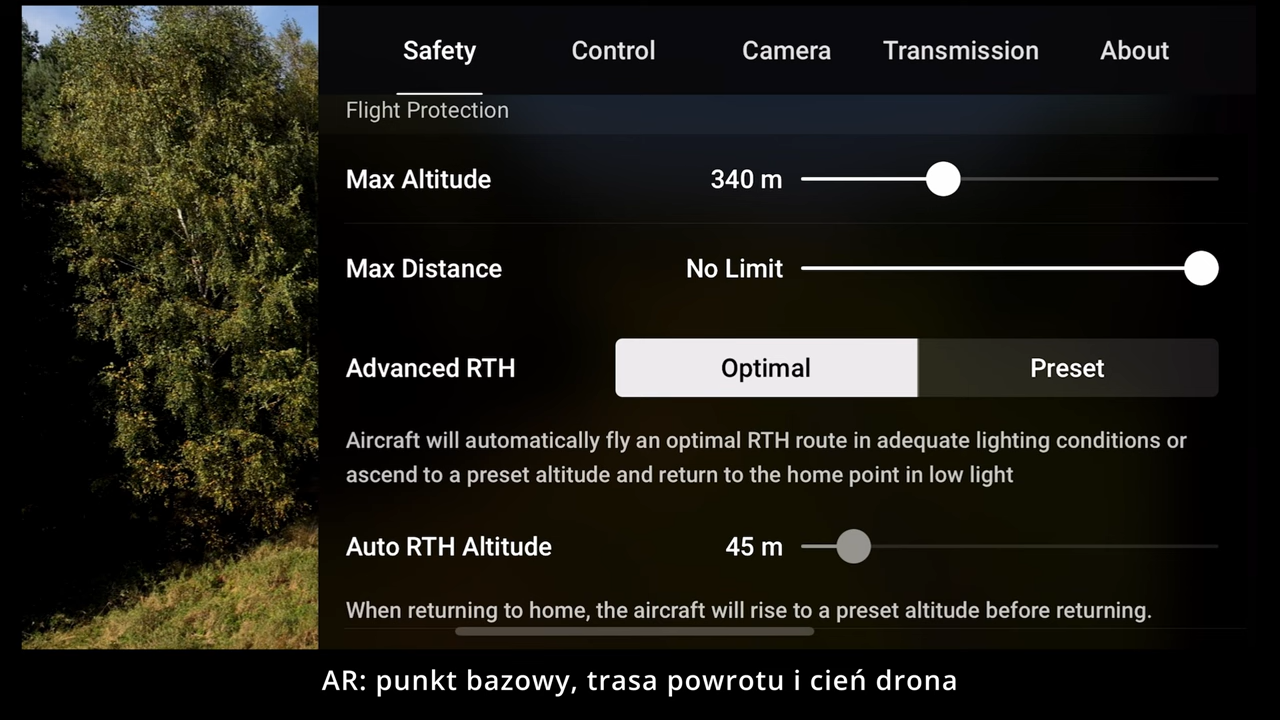 Safety Control Camera Transmission About
Flight Protection
Max Altitude 340 m
Max Distance No Limit
Advanced RTH Optimal Preset
Aircraft will automatically fly an optimal RTH route in adequate lighting conditions or
ascend to a preset altitude and return to the home point in low light
Auto RTH Altitude 45 m
When returning to home, the aircraft will rise to a preset altitude before returning.
AR: punkt bazowy, trasa powrotu i cień drona